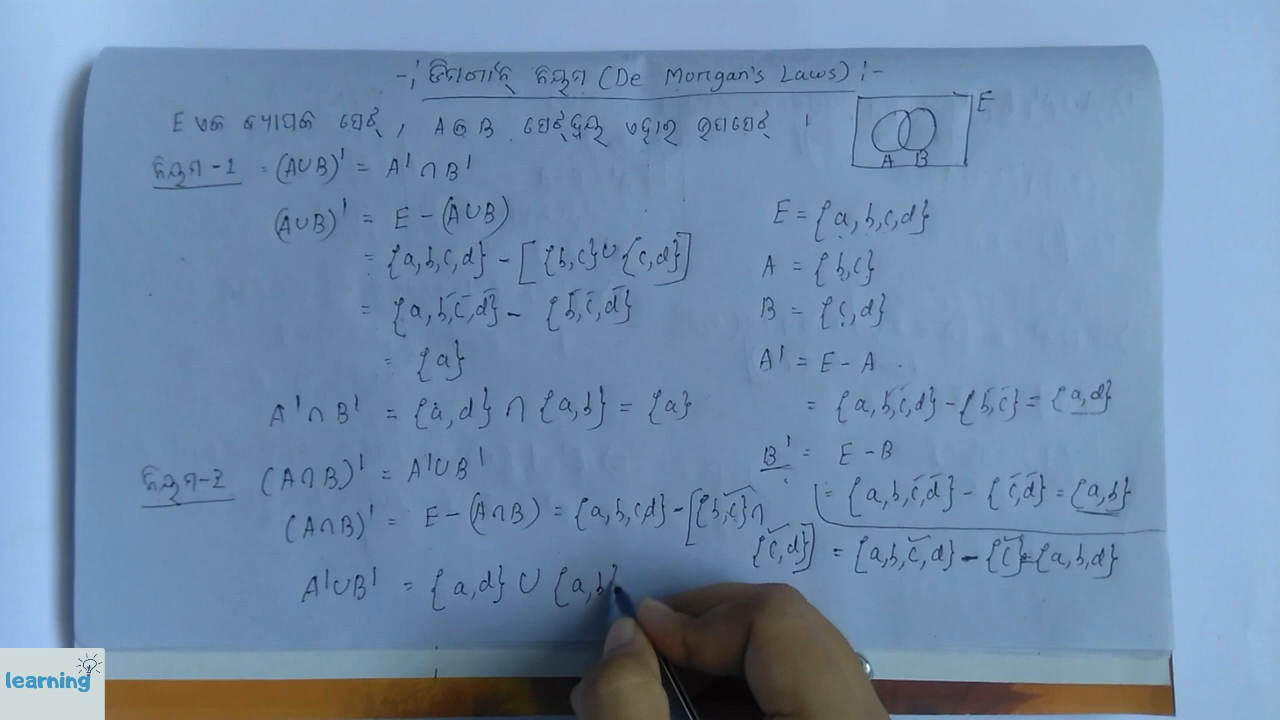 -: ଡିମର୍ଗାନ୍ ନିୟମ (De Morgan's Laws) :-
E ଏକ ବ୍ୟାପକ ସେଟ୍, A ଓ B ସେଟ୍ ଦ୍ୱୟ ଏହାର ଉପସେଟ୍ ।
E
A B
ନିୟମ-1 : (A∪B)' = A' ∩ B'
(A∪B)' = E - (A∪B)
= {a,b,c,d} - [{b,c} ∪ {c,d}]
= {a,b,c,d} - {b,c,d}
= {a}
A' ∩ B' = {a,d} ∩ {a,b} = {a}
E = {a,b,c,d}
A = {b,c}
B = {c,d}
A' = E - A
= {a,b,c,d} - {b,c} = {a,d}
B' = E - B
= {a,b,c,d} - {c,d} = {a,b}
ନିୟମ-2 (A∩B)' = A'∪B'
(A∩B)' = E - (A∩B) = {a,b,c,d} - [{b,c} ∩
{c,d}] = {a,b,c,d} - {c} = {a,b,d}
A'∪B' = {a,d} ∪ {a,b}
learning